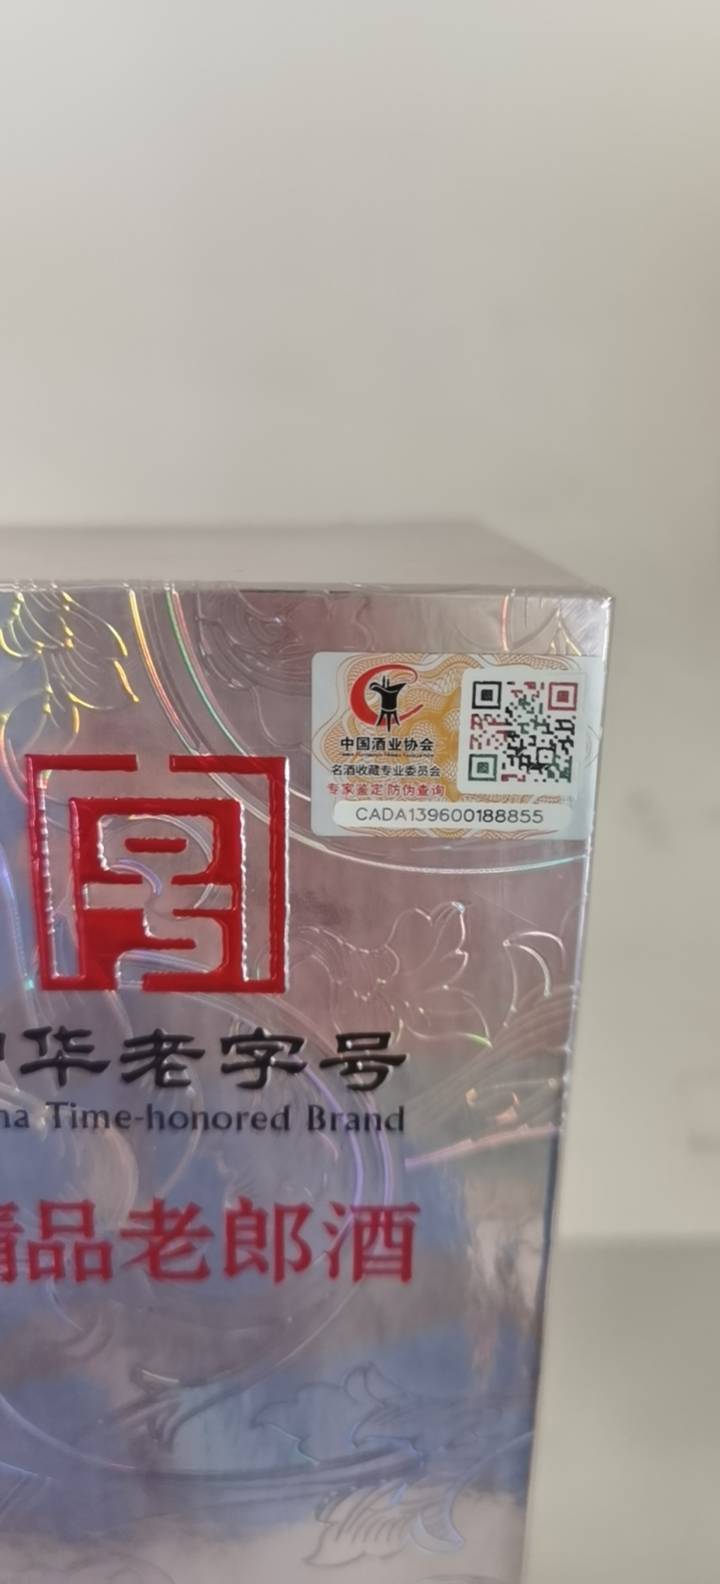 中国酒业协会
名酒收藏专业委员会
专家鉴定 防伪查询
CADA139600188855
华老字号
na Time-honored Brand
精品老郎酒